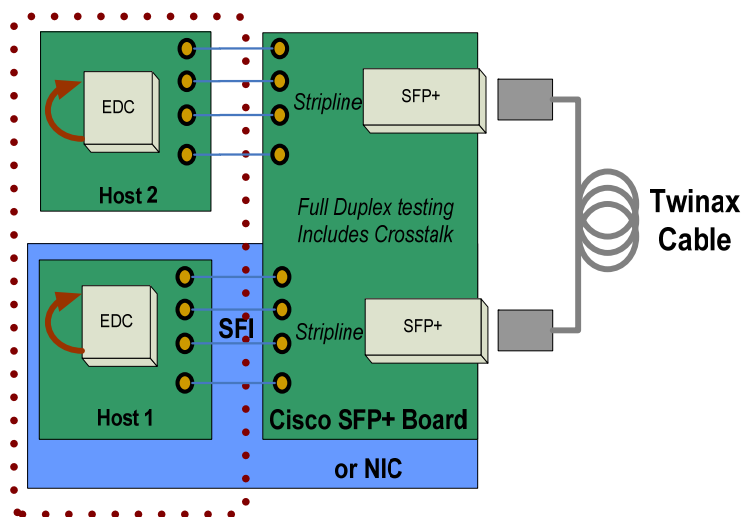 EDC
Host 2
Stripline
SFP+
Full Duplex testing
Includes Crosstalk
Twinax
Cable
EDC
SFI
Stripline
SFP+
Host 1
Cisco SFP+ Board
or NIC